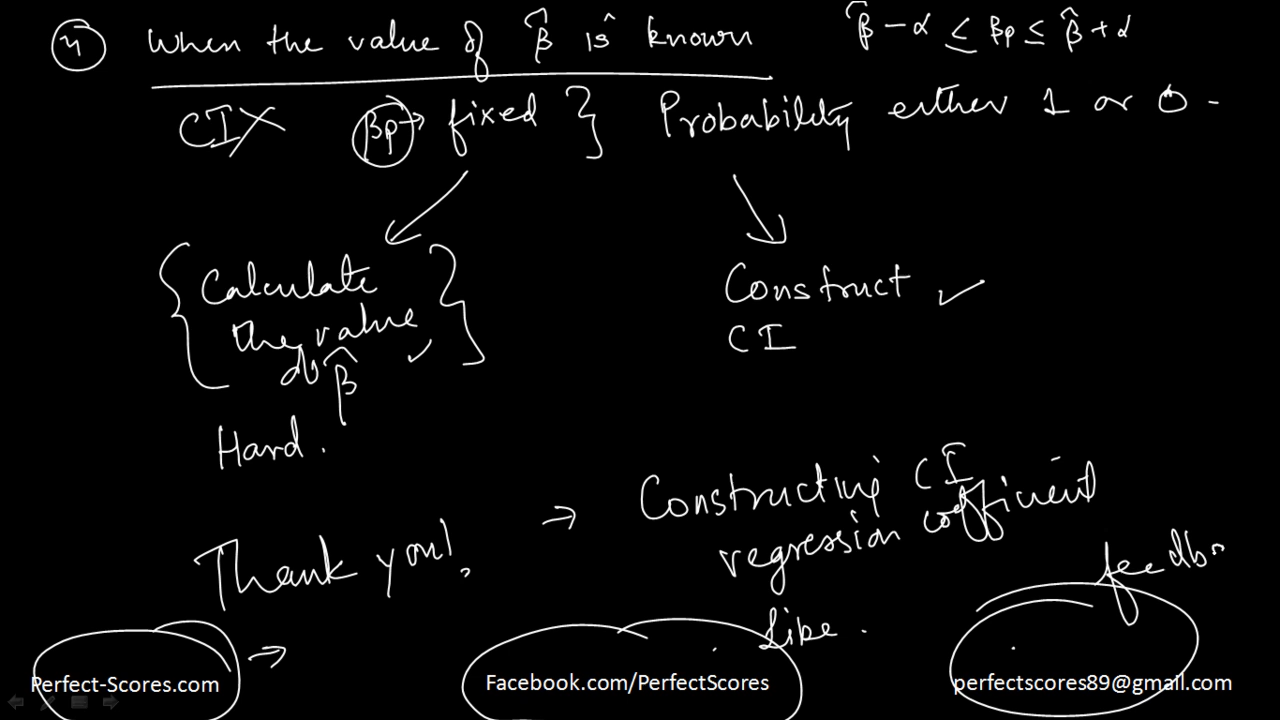 4 When the value of β̂ is known
β̂ - α ≤ βp ≤ β̂ + α
CI X βp → fixed } Probability either 1 or 0 -
{ Calculate
the value
of β̂ }
Hard.
Construct ✓
CI
Thank you!
→ Constructing CI
regression coefficient
feedb
like.
Perfect-Scores.com →
Facebook.com/PerfectScores
perfectscores89@gmail.com